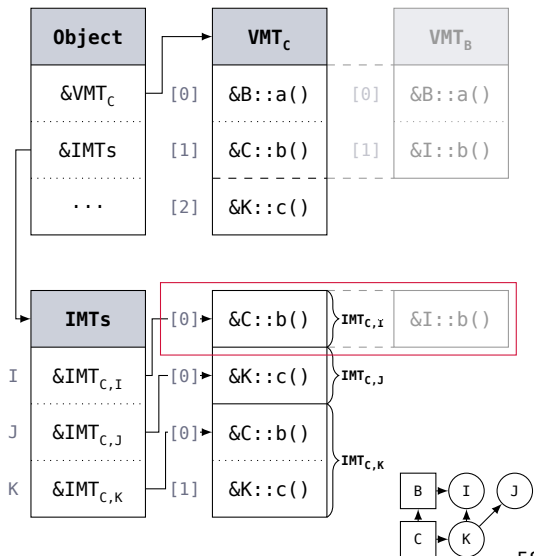 Object VMT_C VMT_B
&VMT_C [0] &B::a() [0] &B::a()
&IMTs [1] &C::b() [1] &I::b()
... [2] &K::c()
IMTs [0] &C::b() IMT_C,I &I::b()
I &IMT_C,I [0] &K::c() IMT_C,J
J &IMT_C,J [0] &C::b()
IMT_C,K
K &IMT_C,K [1] &K::c()
B I J
C K